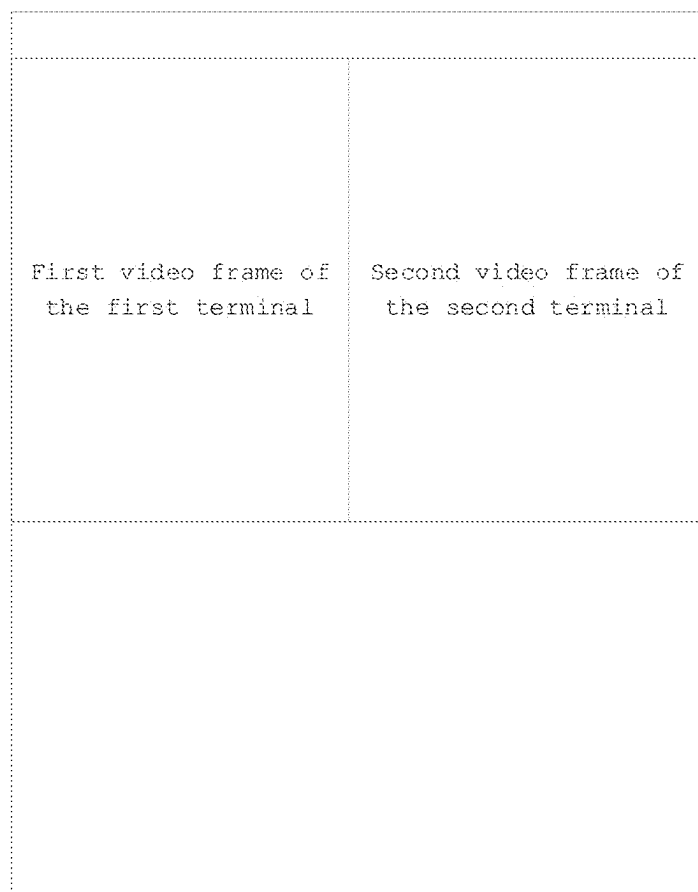 First video frame of
the first terminal
Second video frame of
the second terminal